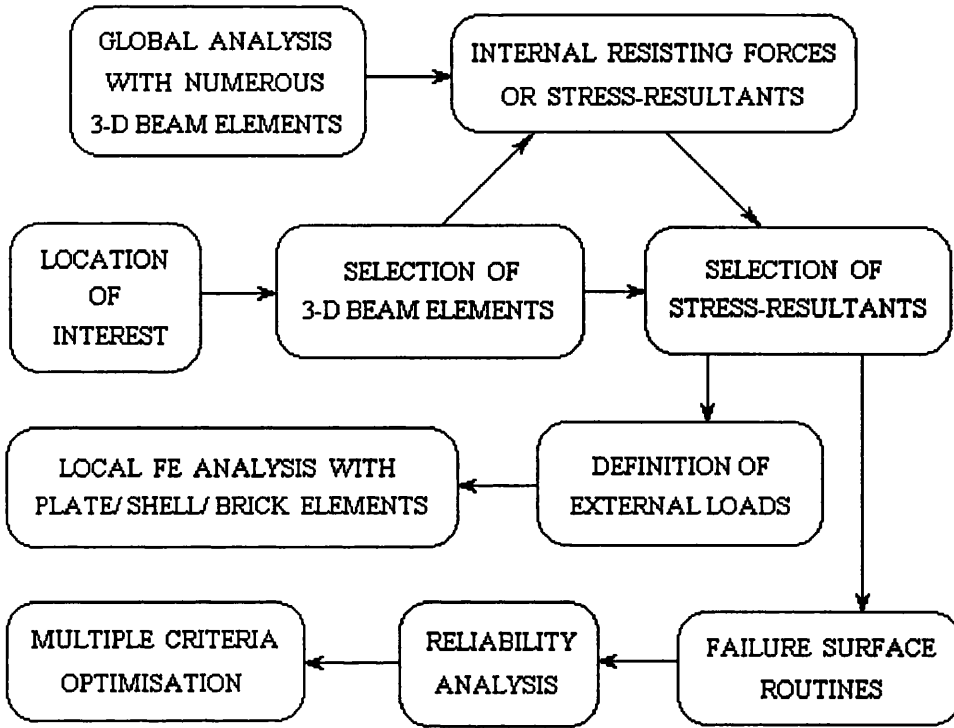 GLOBAL ANALYSIS
WITH NUMEROUS
3-D BEAM ELEMENTS
INTERNAL RESISTING FORCES
OR STRESS-RESULTANTS
LOCATION
OF
INTEREST
SELECTION OF
3-D BEAM ELEMENTS
SELECTION OF
STRESS-RESULTANTS
LOCAL FE ANALYSIS WITH
PLATE/ SHELL/ BRICK ELEMENTS
DEFINITION OF
EXTERNAL LOADS
MULTIPLE CRITERIA
OPTIMISATION
RELIABILITY
ANALYSIS
FAILURE SURFACE
ROUTINES